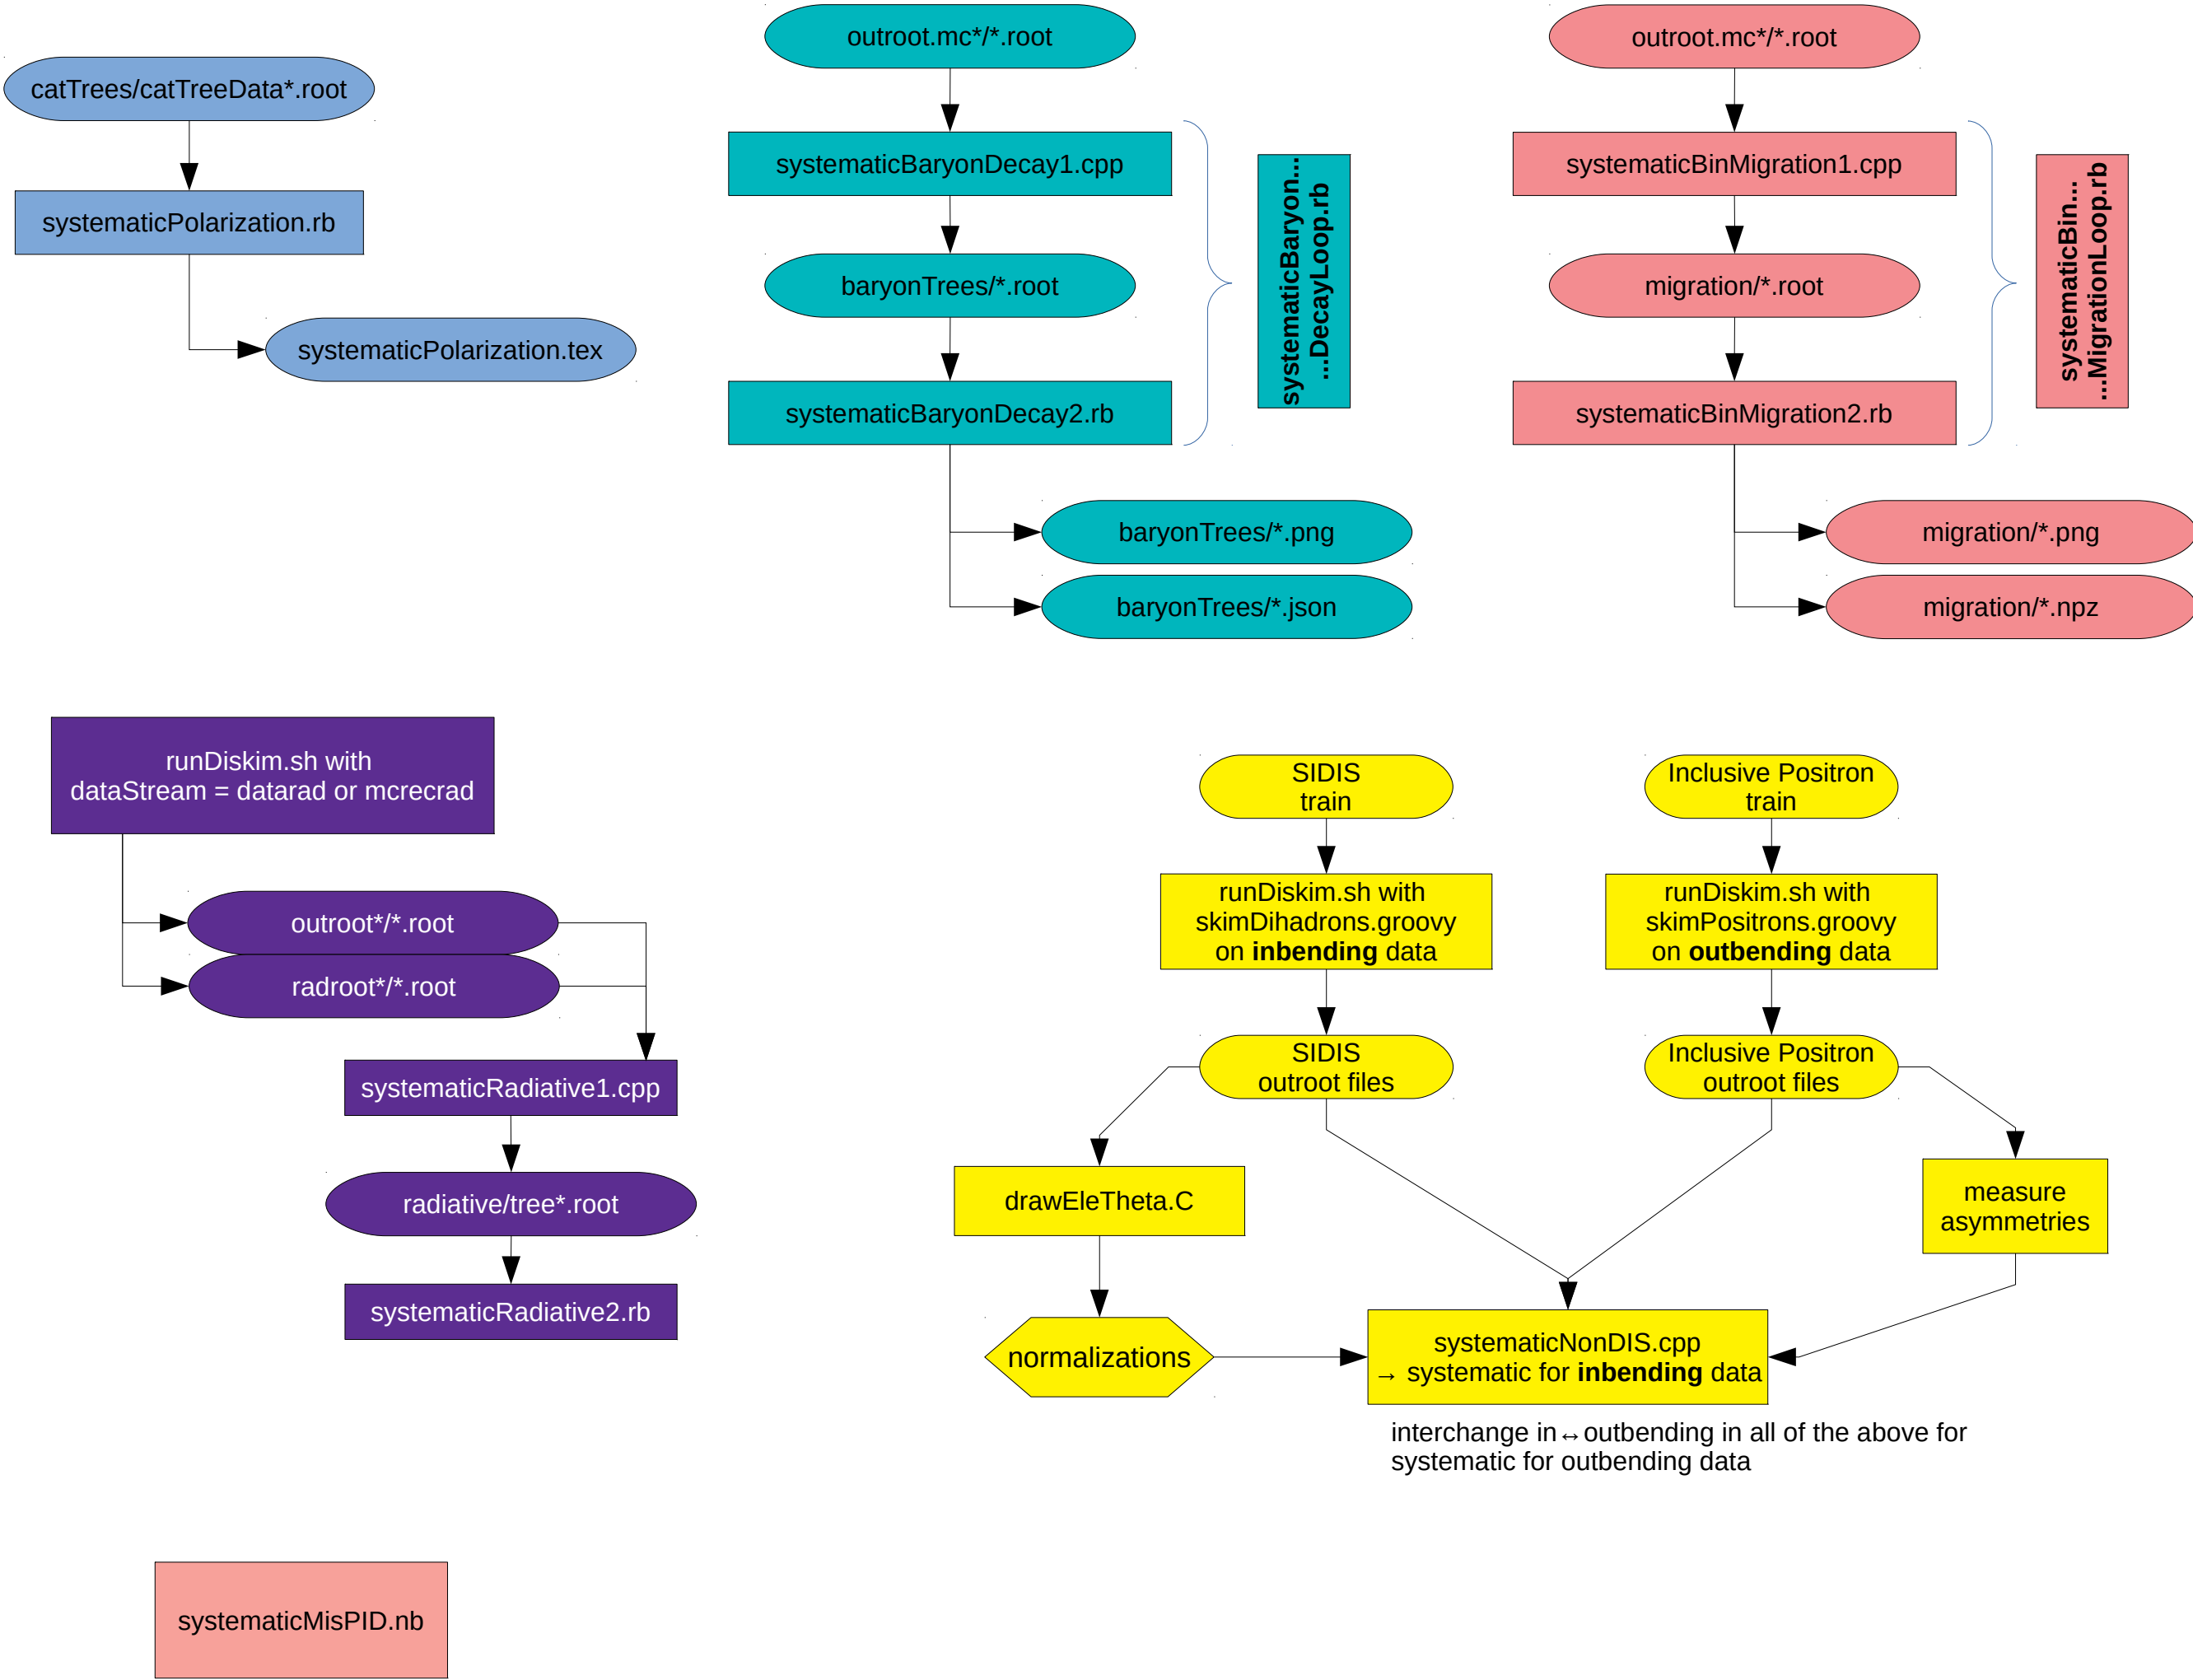 catTrees/catTreeData*.root
systematicPolarization.rb
systematicPolarization.tex
outroot.mc*/*.root
systematicBaryonDecay1.cpp
baryonTrees/*.root
systematicBaryonDecay2.rb
systematicBaryon...
...DecayLoop.rb
baryonTrees/*.png
baryonTrees/*.json
outroot.mc*/*.root
systematicBinMigration1.cpp
migration/*.root
systematicBinMigration2.rb
systematicBin...
...MigrationLoop.rb
migration/*.png
migration/*.npz
runDiskim.sh with
dataStream = datarad or mcrecrad
outroot*/*.root
radroot*/*.root
systematicRadiative1.cpp
radiative/tree*.root
systematicRadiative2.rb
SIDIS
train
runDiskim.sh with
skimDihadrons.groovy
on inbending data
SIDIS
outroot files
Inclusive Positron
train
runDiskim.sh with
skimPositrons.groovy
on outbending data
Inclusive Positron
outroot files
drawEleTheta.C
measure
asymmetries
normalizations
systematicNonDIS.cpp
→ systematic for inbending data
interchange in↔outbending in all of the above for
systematic for outbending data
systematicMisPID.nb